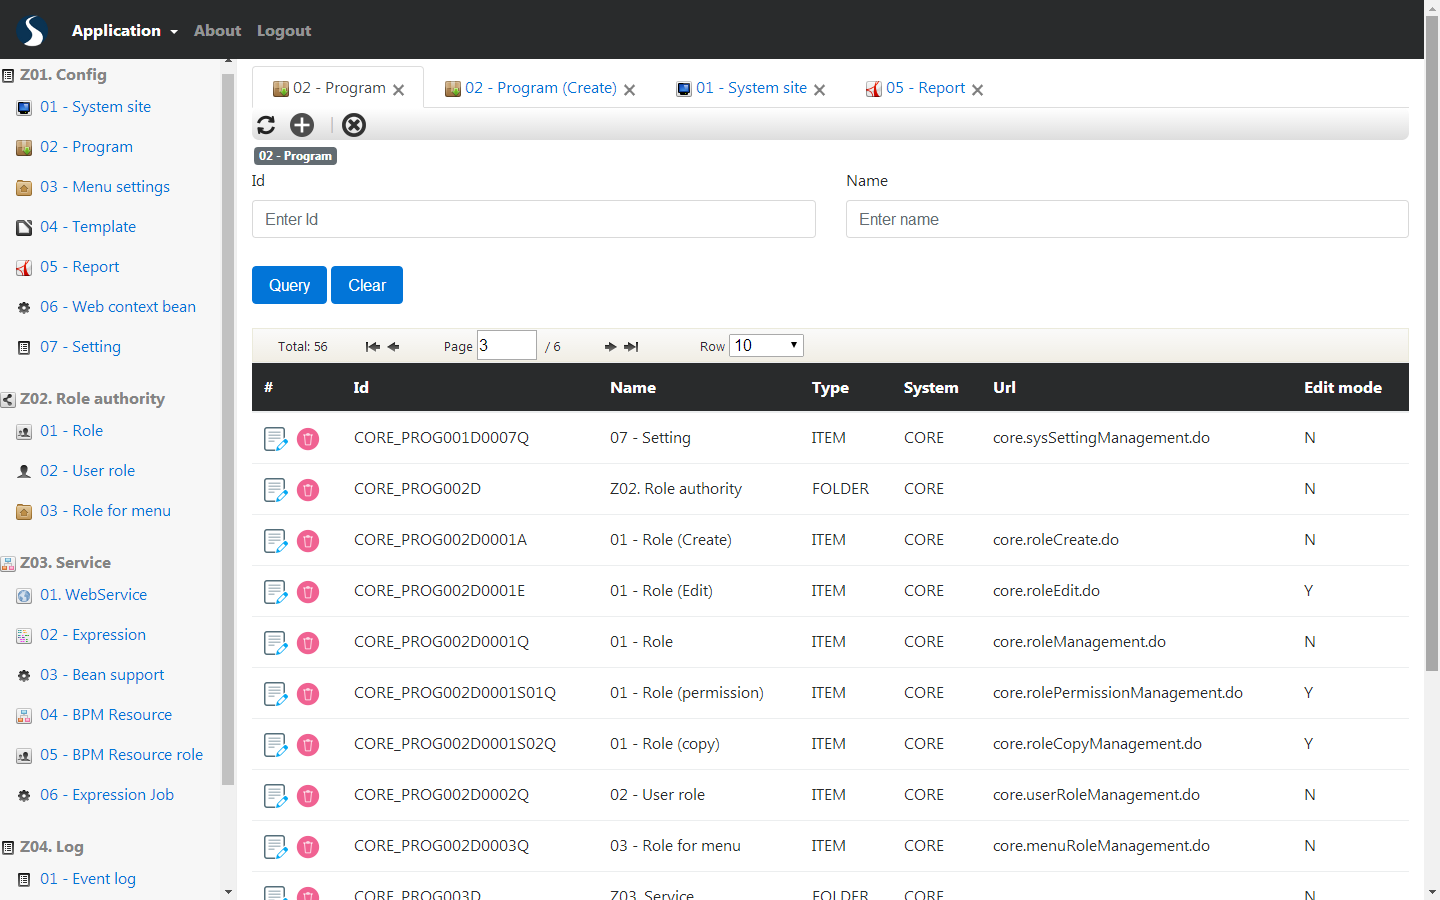 Application About Logout
Z01. Config
01 - System site
02 - Program
03 - Menu settings
04 - Template
05 - Report
06 - Web context bean
07 - Setting
Z02. Role authority
01 - Role
02 - User role
03 - Role for menu
Z03. Service
01. WebService
02 - Expression
03 - Bean support
04 - BPM Resource
05 - BPM Resource role
06 - Expression Job
Z04. Log
01 - Event log
02 - Program 02 - Program (Create) 01 - System site 05 - Report
02 - Program
Id Name
Enter Id Enter name
Query Clear
Total: 56 Page 3 / 6 Row 10
# Id Name Type System Url Edit mode
CORE_PROG001D0007Q 07 - Setting ITEM CORE core.sysSettingManagement.do N
CORE_PROG002D Z02. Role authority FOLDER CORE N
CORE_PROG002D0001A 01 - Role (Create) ITEM CORE core.roleCreate.do N
CORE_PROG002D0001E 01 - Role (Edit) ITEM CORE core.roleEdit.do Y
CORE_PROG002D0001Q 01 - Role ITEM CORE core.roleManagement.do N
CORE_PROG002D0001S01Q 01 - Role (permission) ITEM CORE core.rolePermissionManagement.do Y
CORE_PROG002D0001S02Q 01 - Role (copy) ITEM CORE core.roleCopyManagement.do Y
CORE_PROG002D0002Q 02 - User role ITEM CORE core.userRoleManagement.do N
CORE_PROG002D0003Q 03 - Role for menu ITEM CORE core.menuRoleManagement.do N
CORE_PROG003D Z03. Service FOLDER CORE N